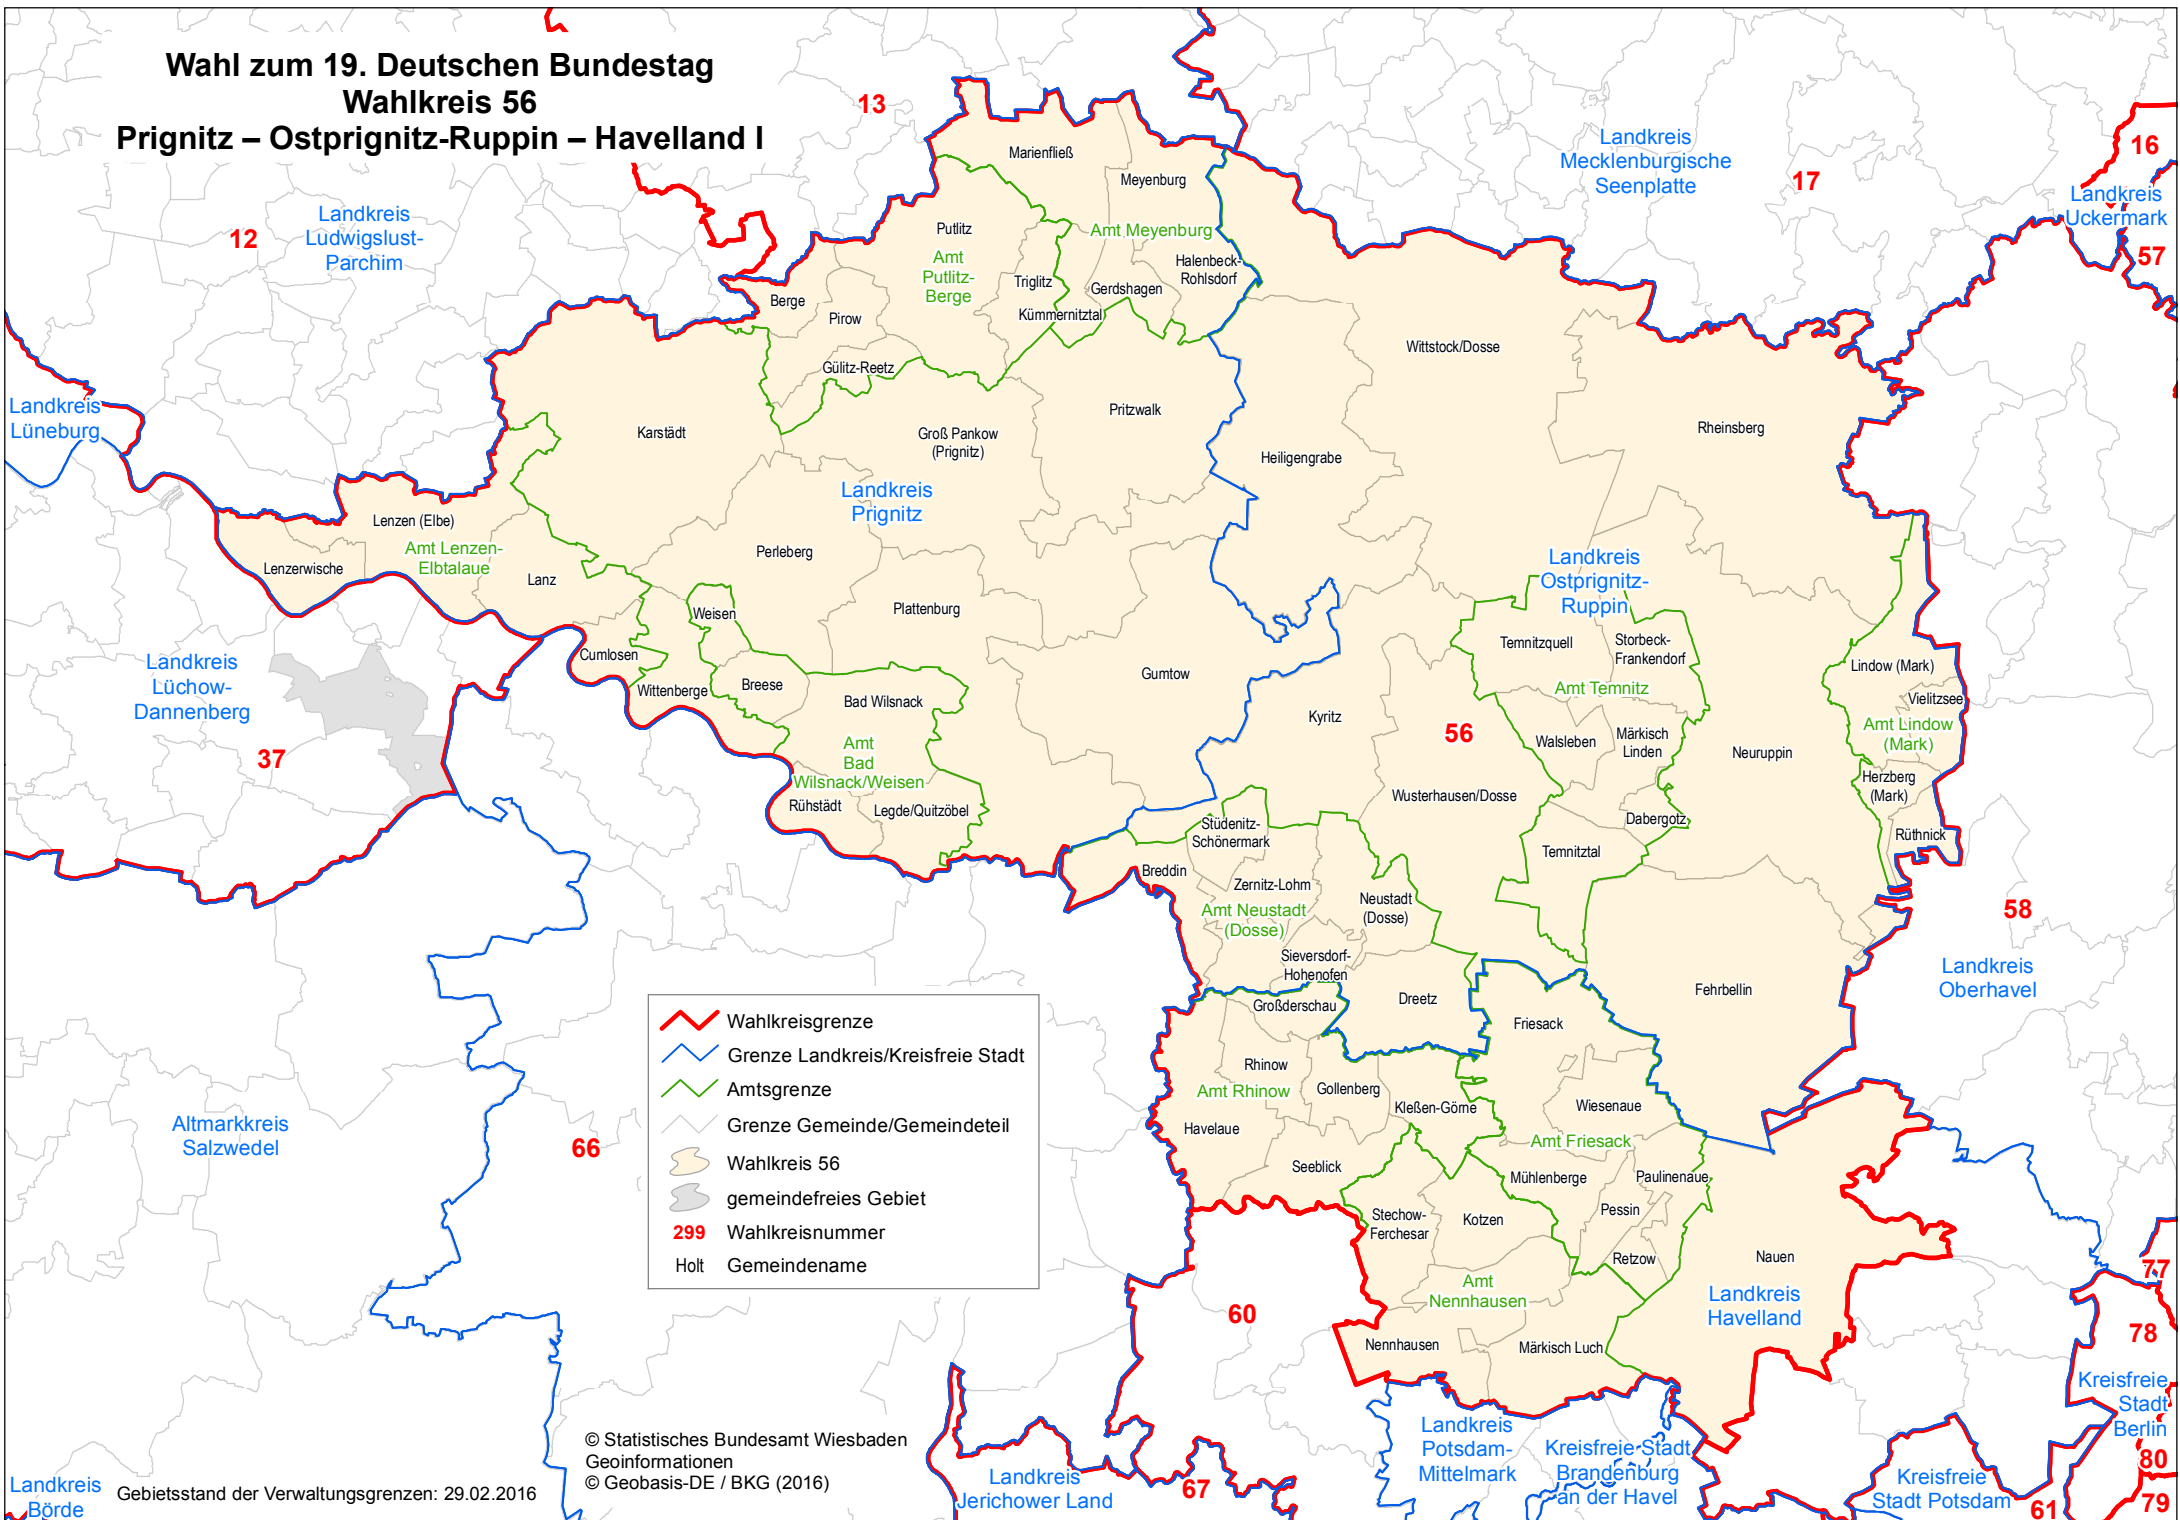 Wahl zum 19. Deutschen Bundestag
Wahlkreis 56
Prignitz – Ostprignitz-Ruppin – Havelland I
13
12
17
16
57
37
56
58
66
60
67
77
78
80
79
61
Landkreis
Ludwigslust-
Parchim
Landkreis
Mecklenburgische
Seenplatte
Landkreis
Uckermark
Landkreis
Lüneburg
Landkreis
Lüchow-
Dannenberg
Landkreis
Prignitz
Landkreis
Ostprignitz-
Ruppin
Landkreis
Oberhavel
Altmarkkreis
Salzwedel
Landkreis
Havelland
Landkreis
Börde
Landkreis
Jerichower Land
Landkreis
Potsdam-
Mittelmark
Kreisfreie Stadt
Brandenburg
an der Havel
Kreisfreie
Stadt Potsdam
Kreisfreie
Stadt
Berlin
Marienfließ
Meyenburg
Amt Meyenburg
Putlitz
Amt
Putlitz-
Berge
Halenbeck-
Rohlsdorf
Triglitz
Gerdshagen
Kümmernitztal
Berge
Pirow
Gülitz-Reetz
Karstädt
Groß Pankow
(Prignitz)
Pritzwalk
Heiligengrabe
Wittstock/Dosse
Rheinsberg
Lenzen (Elbe)
Amt Lenzen-
Elbtalaue
Lenzerwische
Lanz
Perleberg
Plattenburg
Weisen
Cumlosen
Wittenberge
Breese
Bad Wilsnack
Amt
Bad
Wilsnack/Weisen
Rühstädt
Legde/Quitzöbel
Gumtow
Kyritz
Temnitzquell
Storbeck-
Frankendorf
Amt Temnitz
Walsleben
Märkisch
Linden
Wusterhausen/Dosse
Dabergotz
Temnitztal
Neuruppin
Lindow (Mark)
Vielitzsee
Amt Lindow
(Mark)
Herzberg
(Mark)
Rüthnick
Stüdenitz-
Schönermark
Breddin
Zernitz-Lohm
Amt Neustadt
(Dosse)
Neustadt
(Dosse)
Sieversdorf-
Hohenofen
Dreetz
Fehrbellin
Großderschau
Friesack
Rhinow
Amt Rhinow
Gollenberg
Kleßen-Görne
Wiesenaue
Havelaue
Amt Friesack
Seeblick
Mühlenberge
Paulinenaue
Stechow-
Ferchesar
Kotzen
Pessin
Retzow
Nauen
Amt
Nennhausen
Nennhausen
Märkisch Luch
Wahlkreisgrenze
Grenze Landkreis/Kreisfreie Stadt
Amtsgrenze
Grenze Gemeinde/Gemeindeteil
Wahlkreis 56
gemeindefreies Gebiet
299 Wahlkreisnummer
Holt Gemeindename
© Statistisches Bundesamt Wiesbaden
Geoinformationen
© Geobasis-DE / BKG (2016)
Gebietsstand der Verwaltungsgrenzen: 29.02.2016